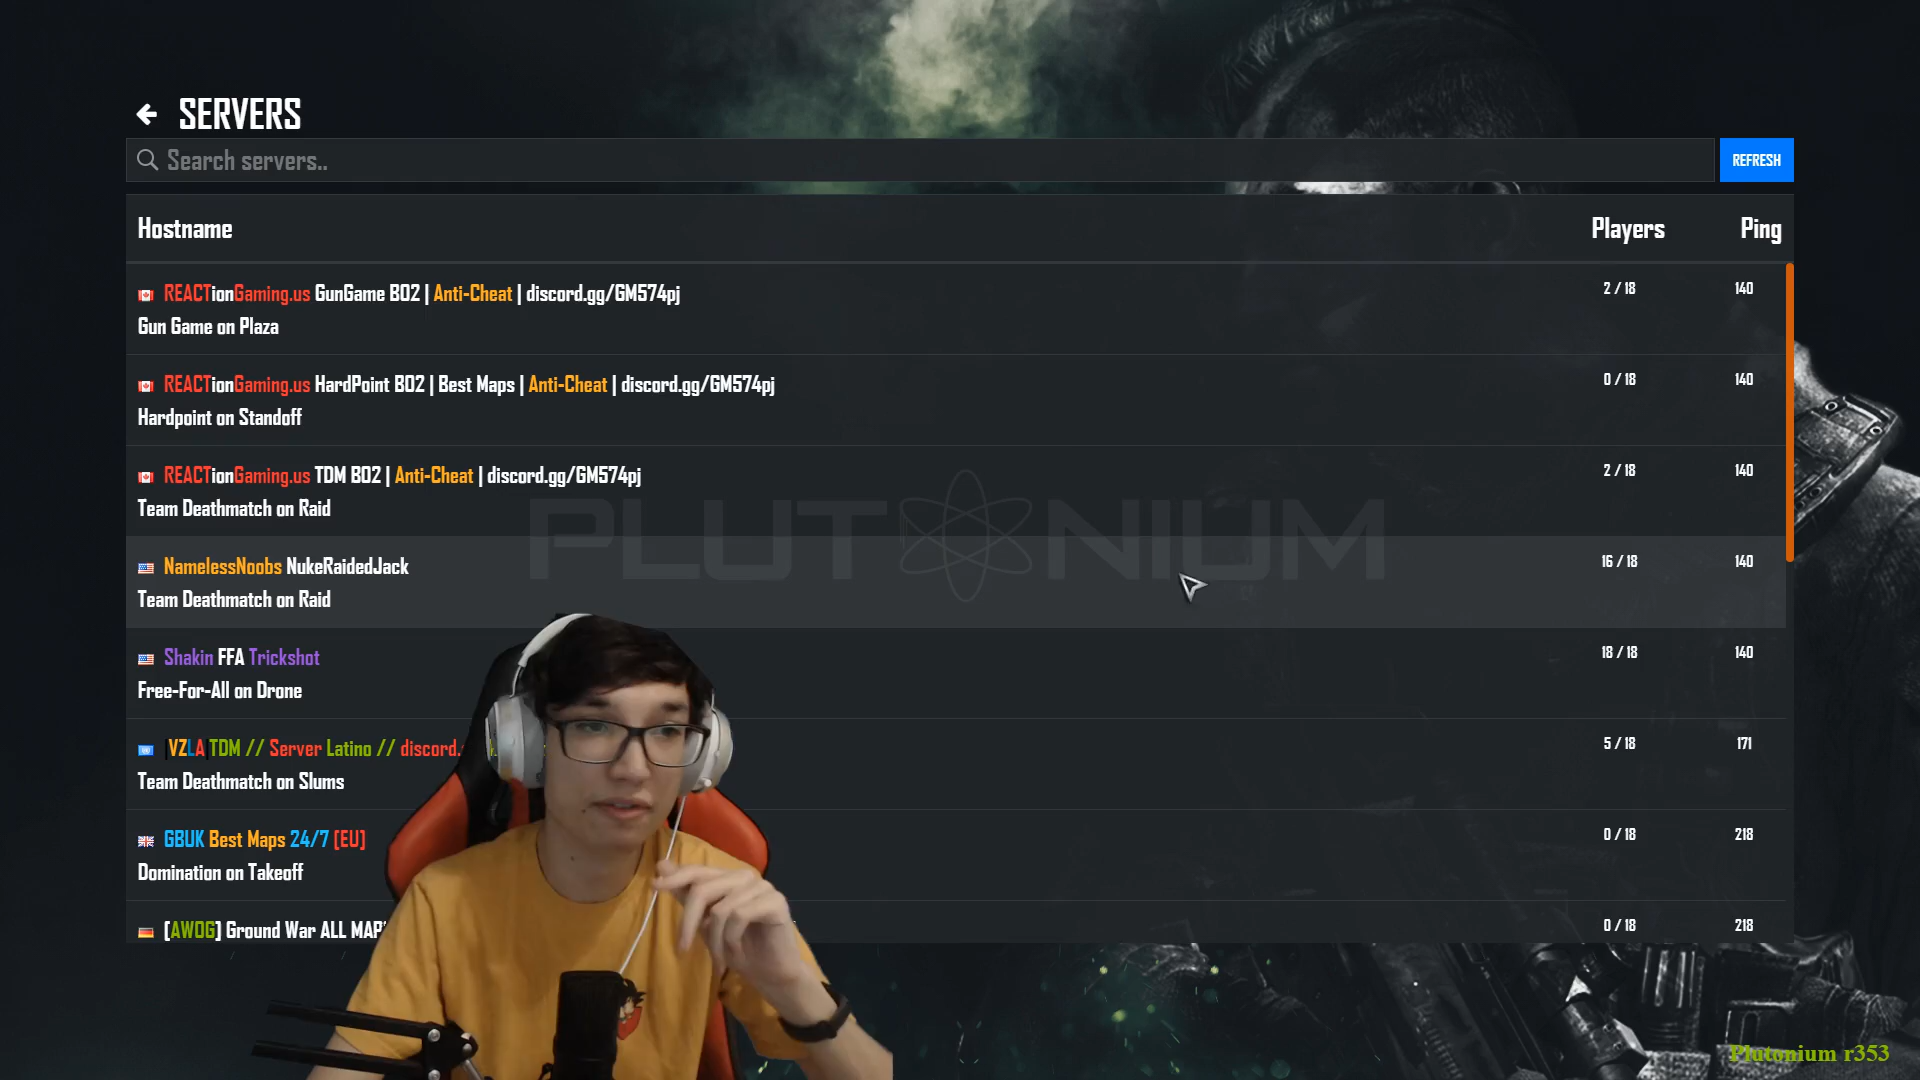 SERVERS
Search servers..
REFRESH
Hostname Players Ping
REACTionGaming.us GunGame BO2 | Anti-Cheat | discord.gg/GM574pj 2 / 18 140
Gun Game on Plaza
REACTionGaming.us HardPoint BO2 | Best Maps | Anti-Cheat | discord.gg/GM574pj 0 / 18 140
Hardpoint on Standoff
REACTionGaming.us TDM BO2 | Anti-Cheat | discord.gg/GM574pj 2 / 18 140
Team Deathmatch on Raid
PLUTONIUM
NamelessNoobs NukeRaidedJack 16 / 18 140
Team Deathmatch on Raid
Shakin FFA Trickshot 18 / 18 140
Free-For-All on Drone
|VZLA|TDM // Server Latino // discord. 5 / 18 171
Team Deathmatch on Slums
GBUK Best Maps 24/7 [EU] 0 / 18 218
Domination on Takeoff
[AWOG] Ground War ALL MAP 0 / 18 218
Plutonium r353